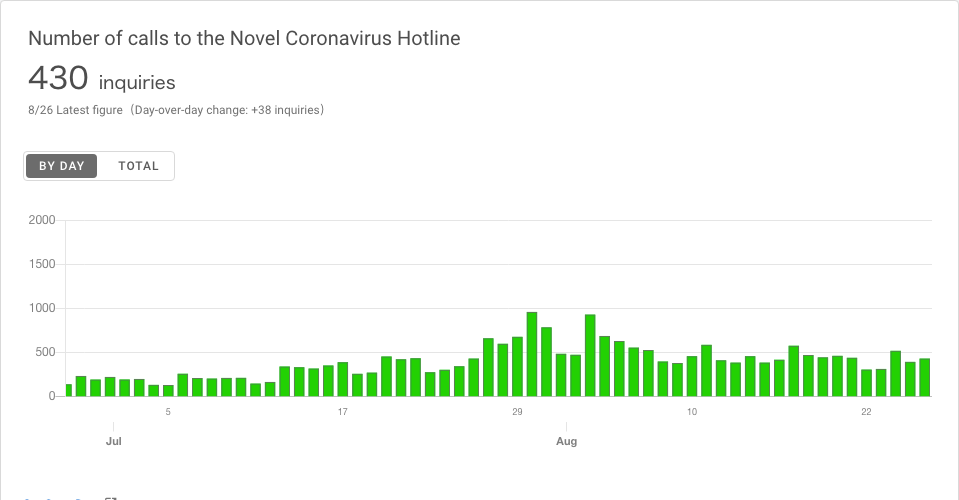 Number of calls to the Novel Coronavirus Hotline
430 inquiries
8/26 Latest figure（Day-over-day change: +38 inquiries）
BY DAY TOTAL
2000
1500
1000
500
0
5 17 29 10 22
Jul Aug